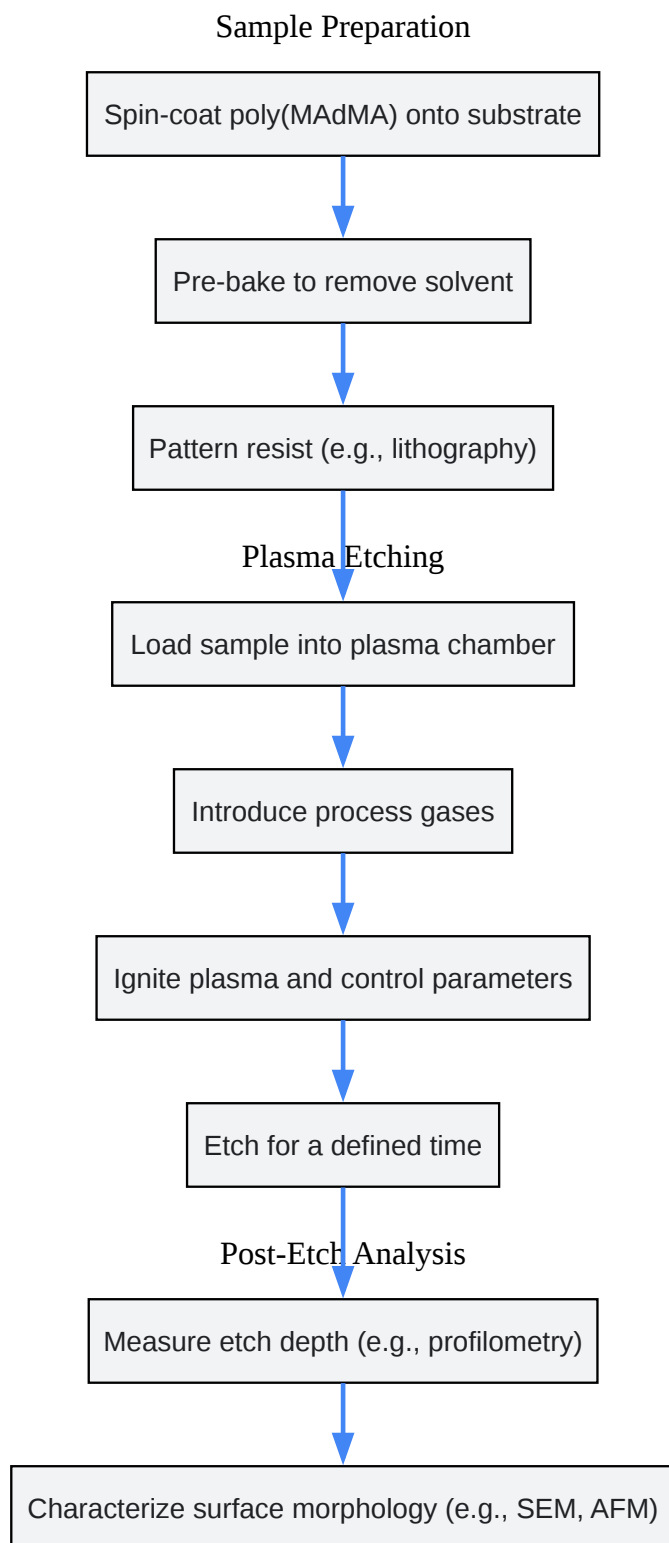 Sample Preparation
Spin-coat poly(MAdMA) onto substrate
Pre-bake to remove solvent
Pattern resist (e.g., lithography)
Plasma Etching
Load sample into plasma chamber
Introduce process gases
Ignite plasma and control parameters
Etch for a defined time
Post-Etch Analysis
Measure etch depth (e.g., profilometry)
Characterize surface morphology (e.g., SEM, AFM)